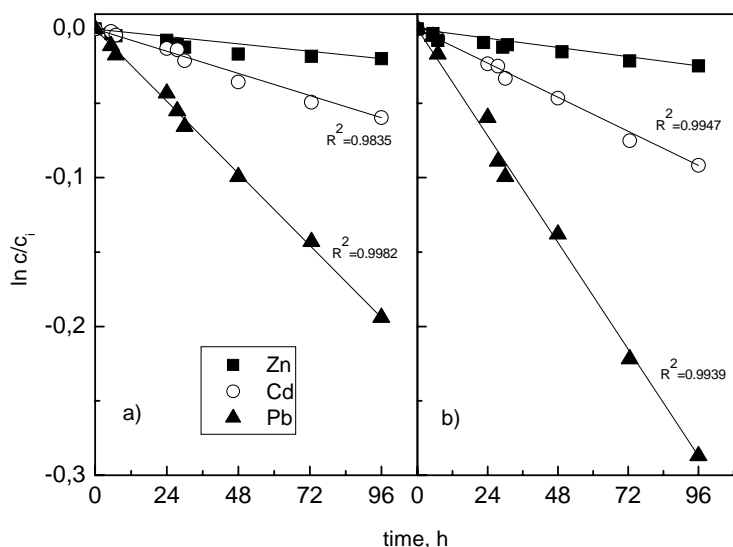 0,0
-0,1
-0,2
-0,3
ln c/c_i
R²=0.9835
R²=0.9982
Zn
Cd
Pb
a)
0 24 48 72 96
R²=0.9947
R²=0.9939
b)
0 24 48 72 96
time, h